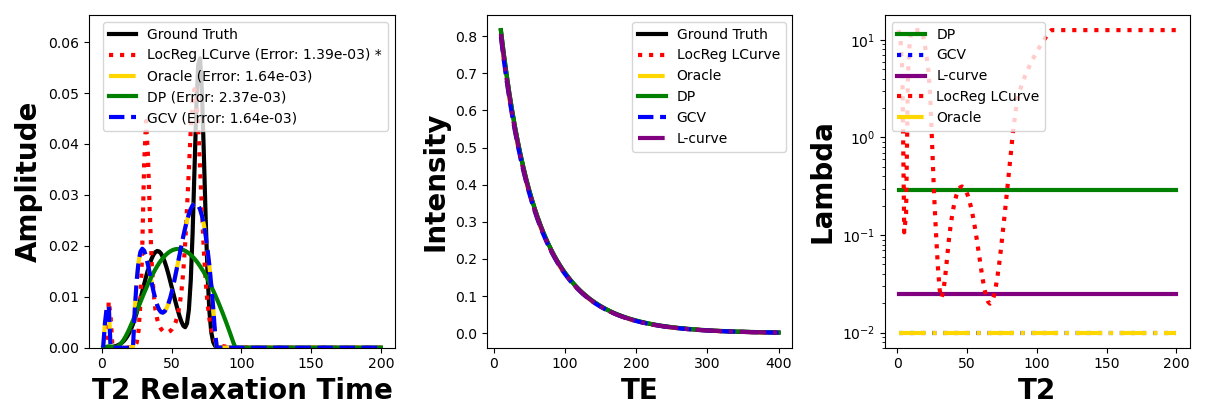 Amplitude
0.06
0.05
0.04
0.03
0.02
0.01
0.00
Ground Truth
LocReg LCurve (Error: 1.39e-03) *
Oracle (Error: 1.64e-03)
DP (Error: 2.37e-03)
GCV (Error: 1.64e-03)
0 50 100 150 200
T2 Relaxation Time
Intensity
0.8
0.7
0.6
0.5
0.4
0.3
0.2
0.1
0.0
Ground Truth
LocReg LCurve
Oracle
DP
GCV
L-curve
0 100 200 300 400
TE
Lambda
10^1
10^0
10^-1
10^-2
DP
GCV
L-curve
LocReg LCurve
Oracle
0 50 100 150 200
T2